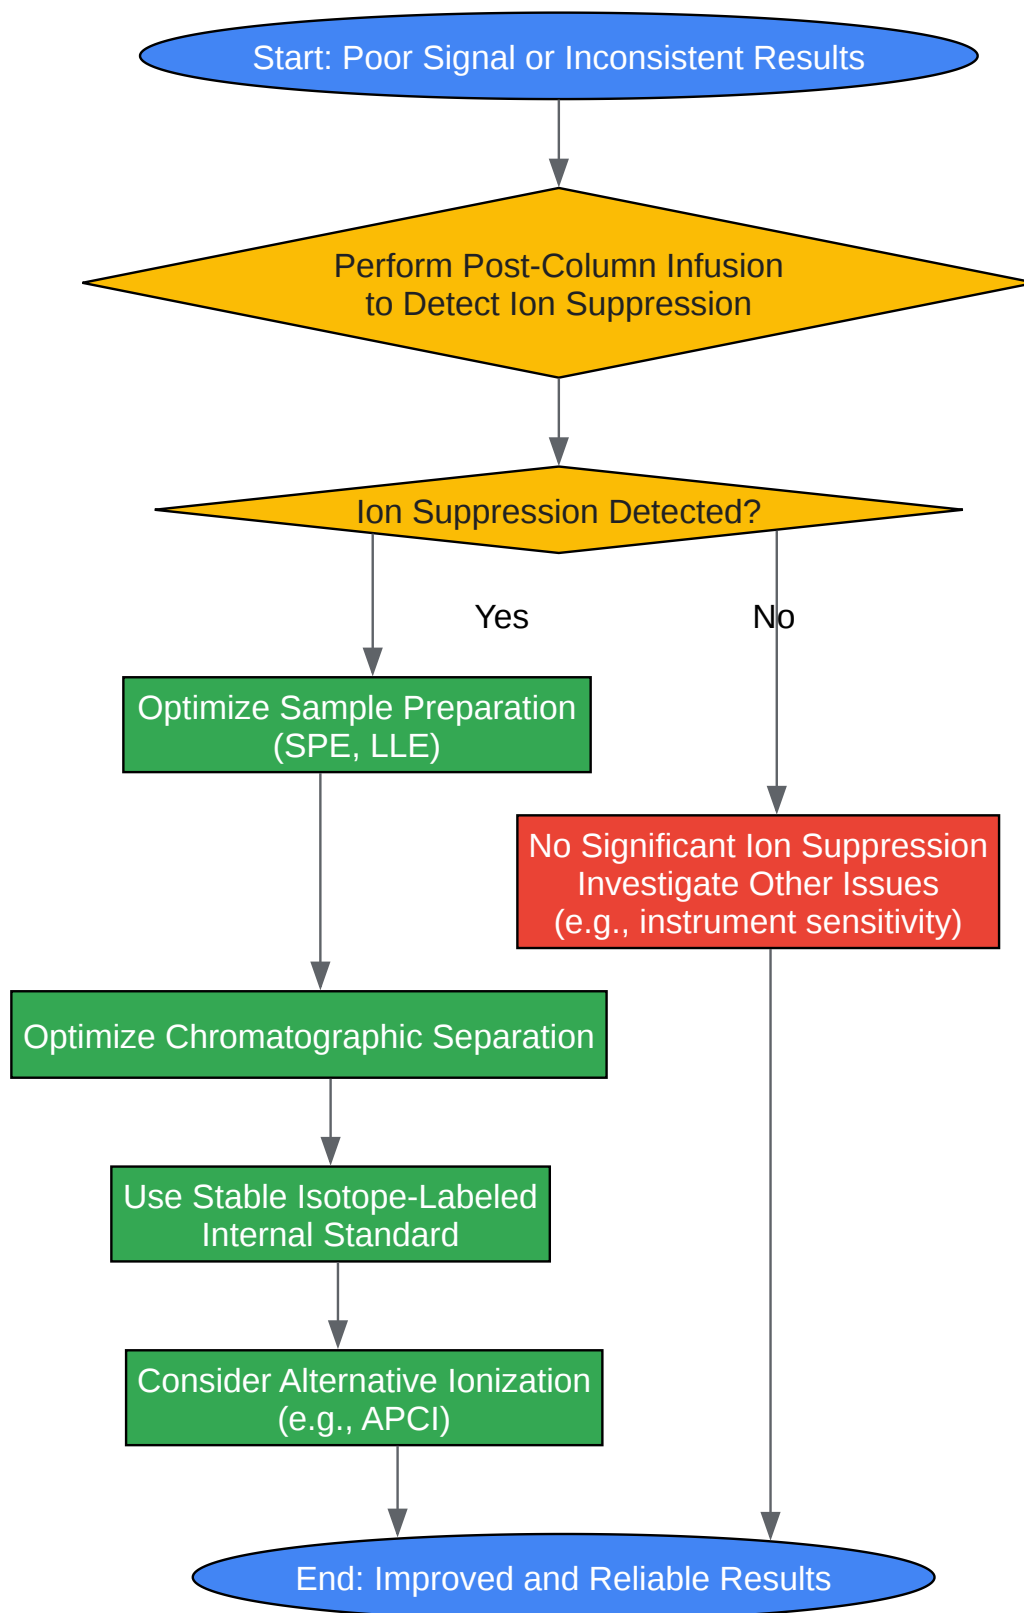 Start: Poor Signal or Inconsistent Results
Perform Post-Column Infusion
to Detect Ion Suppression
Ion Suppression Detected?
Yes
No
Optimize Sample Preparation
(SPE, LLE)
No Significant Ion Suppression
Investigate Other Issues
(e.g., instrument sensitivity)
Optimize Chromatographic Separation
Use Stable Isotope-Labeled
Internal Standard
Consider Alternative Ionization
(e.g., APCI)
End: Improved and Reliable Results